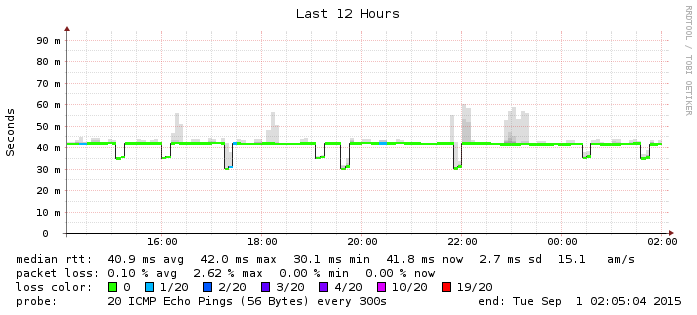 Last 12 Hours
RRDTOOL / TOBI OETIKER
Seconds
90 m
80 m
70 m
60 m
50 m
40 m
30 m
20 m
10 m
0
16:00 18:00 20:00 22:00 00:00 02:00
median rtt: 40.9 ms avg 42.0 ms max 30.1 ms min 41.8 ms now 2.7 ms sd 15.1 am/s
packet loss: 0.10 % avg 2.62 % max 0.00 % min 0.00 % now
loss color: 0 1/20 2/20 3/20 4/20 10/20 19/20
probe: 20 ICMP Echo Pings (56 Bytes) every 300s end: Tue Sep 1 02:05:04 2015